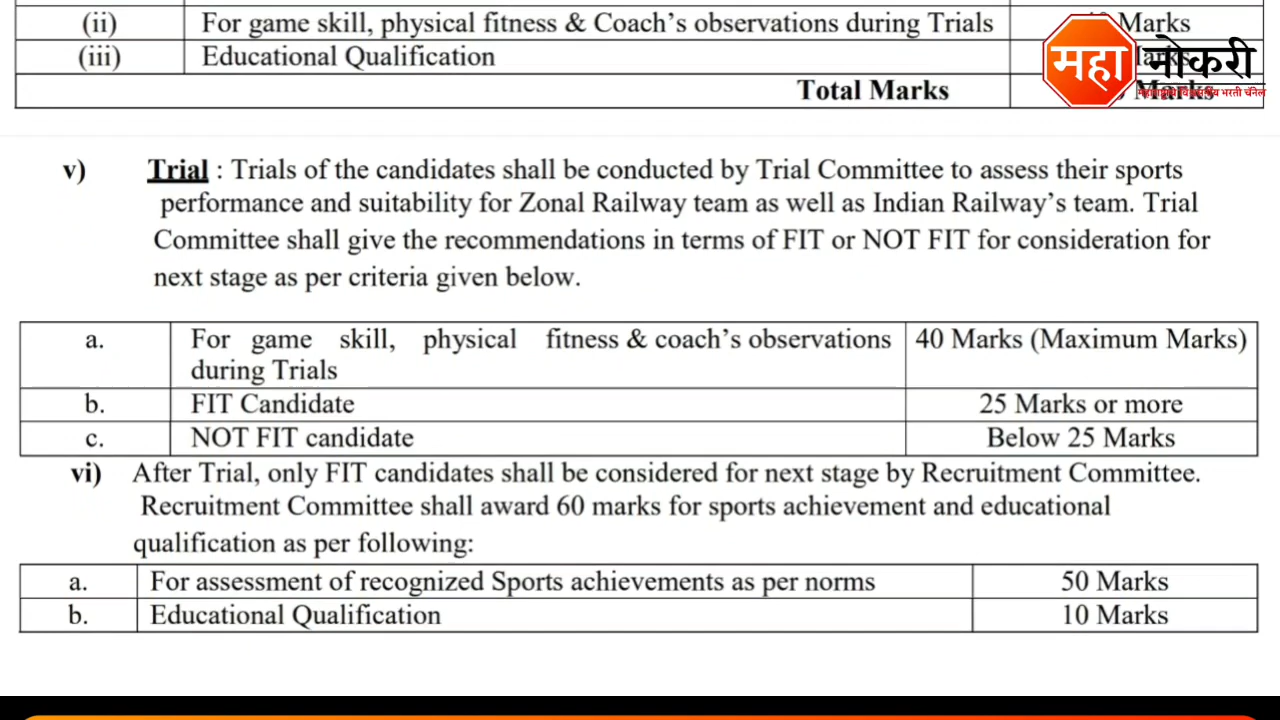 (ii) For game skill, physical fitness & Coach's observations during Trials Marks
(iii) Educational Qualification
Total Marks Marks
महा नोकरी
v) Trial : Trials of the candidates shall be conducted by Trial Committee to assess their sports
performance and suitability for Zonal Railway team as well as Indian Railway's team. Trial
Committee shall give the recommendations in terms of FIT or NOT FIT for consideration for
next stage as per criteria given below.
a. For game skill, physical fitness & coach's observations 40 Marks (Maximum Marks)
during Trials
b. FIT Candidate 25 Marks or more
c. NOT FIT candidate Below 25 Marks
vi) After Trial, only FIT candidates shall be considered for next stage by Recruitment Committee.
Recruitment Committee shall award 60 marks for sports achievement and educational
qualification as per following:
a. For assessment of recognized Sports achievements as per norms 50 Marks
b. Educational Qualification 10 Marks